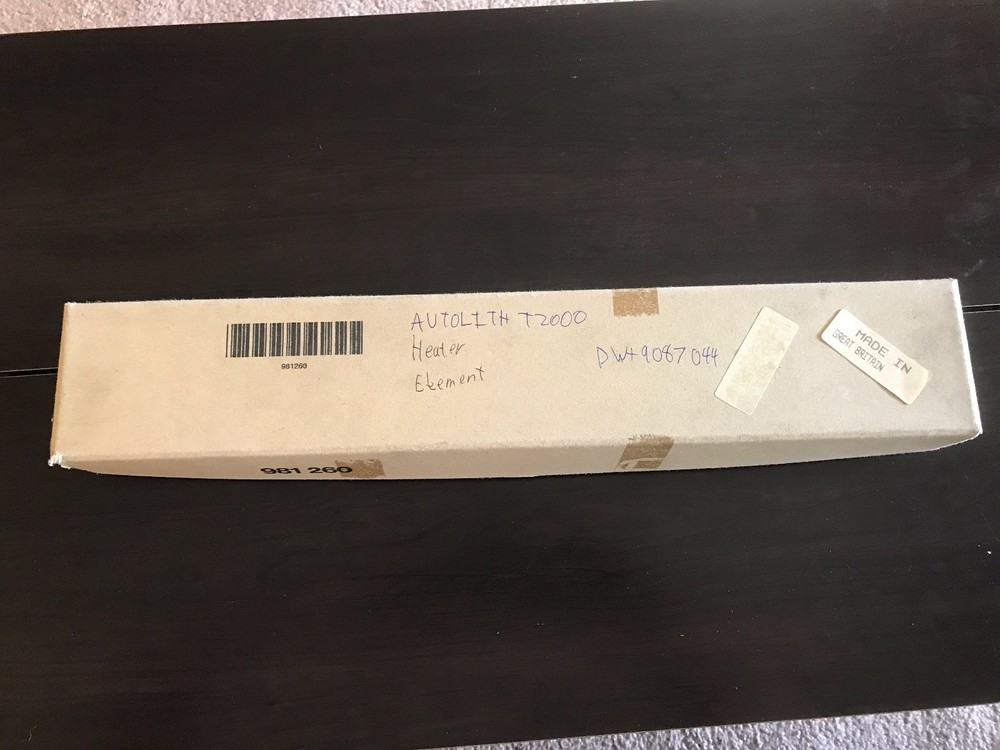 981260
AUTOLITH T2000
Heater
Element
DW+9087044
MADE IN
GREAT BRITAIN
981 260